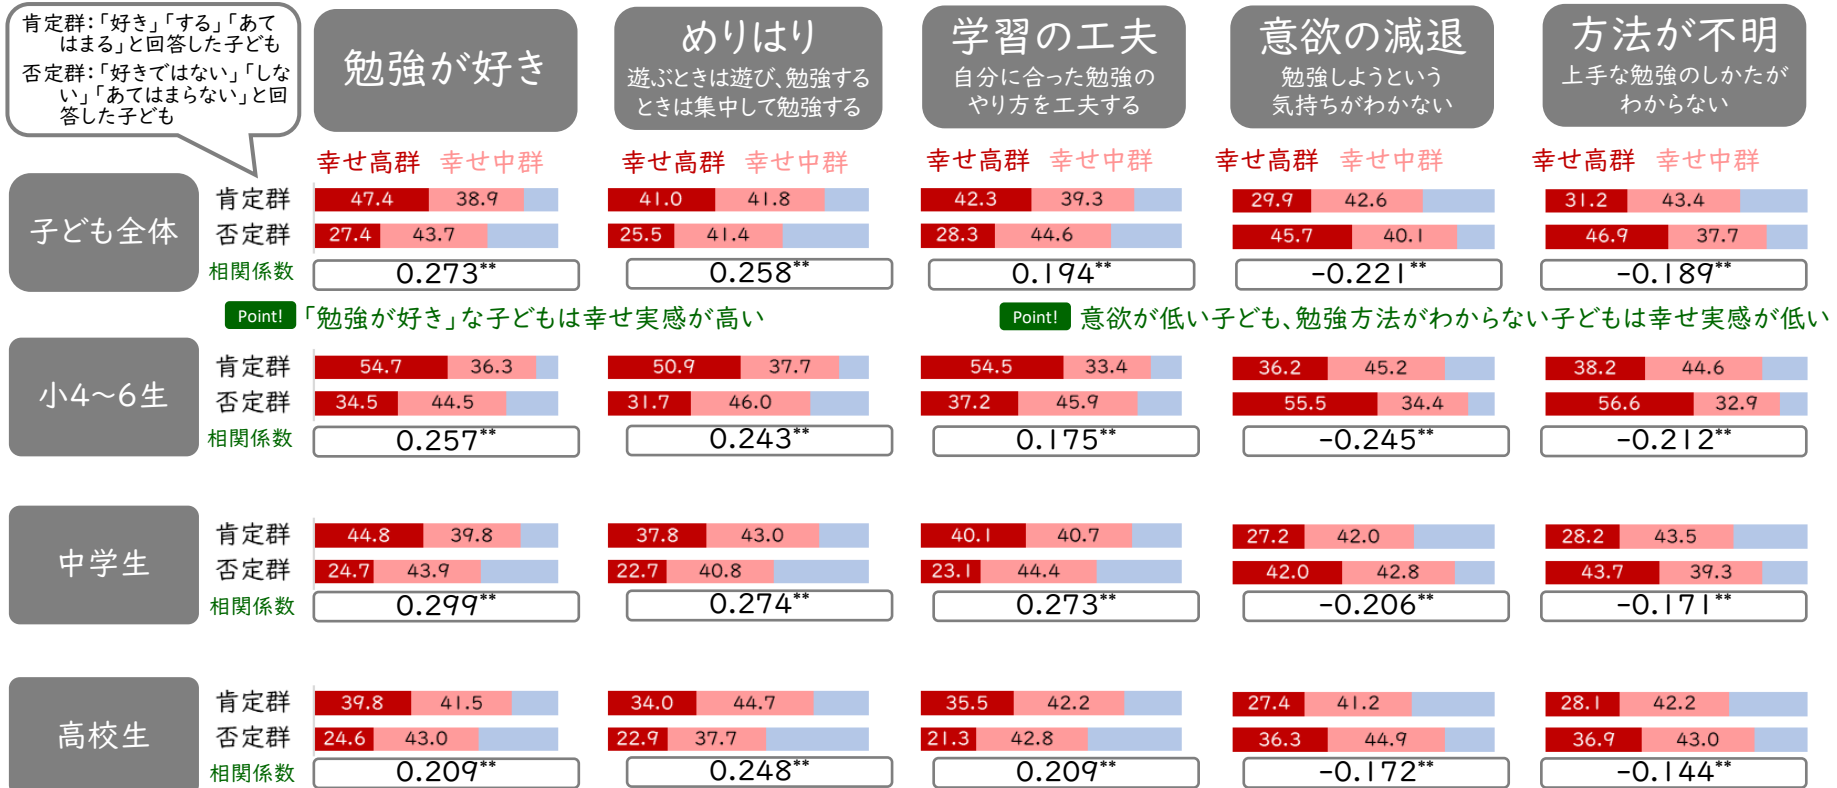 肯定群：「好き」「する」「あて
はまる」と回答した子ども
否定群：「好きではない」「しな
い」「あてはまらない」と回
答した子ども
勉強が好き
めりはり
遊ぶときは遊び、勉強する
ときは集中して勉強する
学習の工夫
自分に合った勉強の
やり方を工夫する
意欲の減退
勉強しようという
気持ちがわかない
方法が不明
上手な勉強のしかたが
わからない
幸せ高群 幸せ中群 幸せ高群 幸せ中群 幸せ高群 幸せ中群 幸せ高群 幸せ中群 幸せ高群 幸せ中群
子ども全体
肯定群 47.4 38.9 41.0 41.8 42.3 39.3 29.9 42.6 31.2 43.4
否定群 27.4 43.7 25.5 41.4 28.3 44.6 45.7 40.1 46.9 37.7
相関係数 0.273** 0.258** 0.194** -0.221** -0.189**
Point! 「勉強が好き」な子どもは幸せ実感が高い
Point! 意欲が低い子ども、勉強方法がわからない子どもは幸せ実感が低い
小4～6生
肯定群 54.7 36.3 50.9 37.7 54.5 33.4 36.2 45.2 38.2 44.6
否定群 34.5 44.5 31.7 46.0 37.2 45.9 55.5 34.4 56.6 32.9
相関係数 0.257** 0.243** 0.175** -0.245** -0.212**
中学生
肯定群 44.8 39.8 37.8 43.0 40.1 40.7 27.2 42.0 28.2 43.5
否定群 24.7 43.9 22.7 40.8 23.1 44.4 42.0 42.8 43.7 39.3
相関係数 0.299** 0.274** 0.273** -0.206** -0.171**
高校生
肯定群 39.8 41.5 34.0 44.7 35.5 42.2 27.4 41.2 28.1 42.2
否定群 24.6 43.0 22.9 37.7 21.3 42.8 36.3 44.9 36.9 43.0
相関係数 0.209** 0.248** 0.209** -0.172** -0.144**